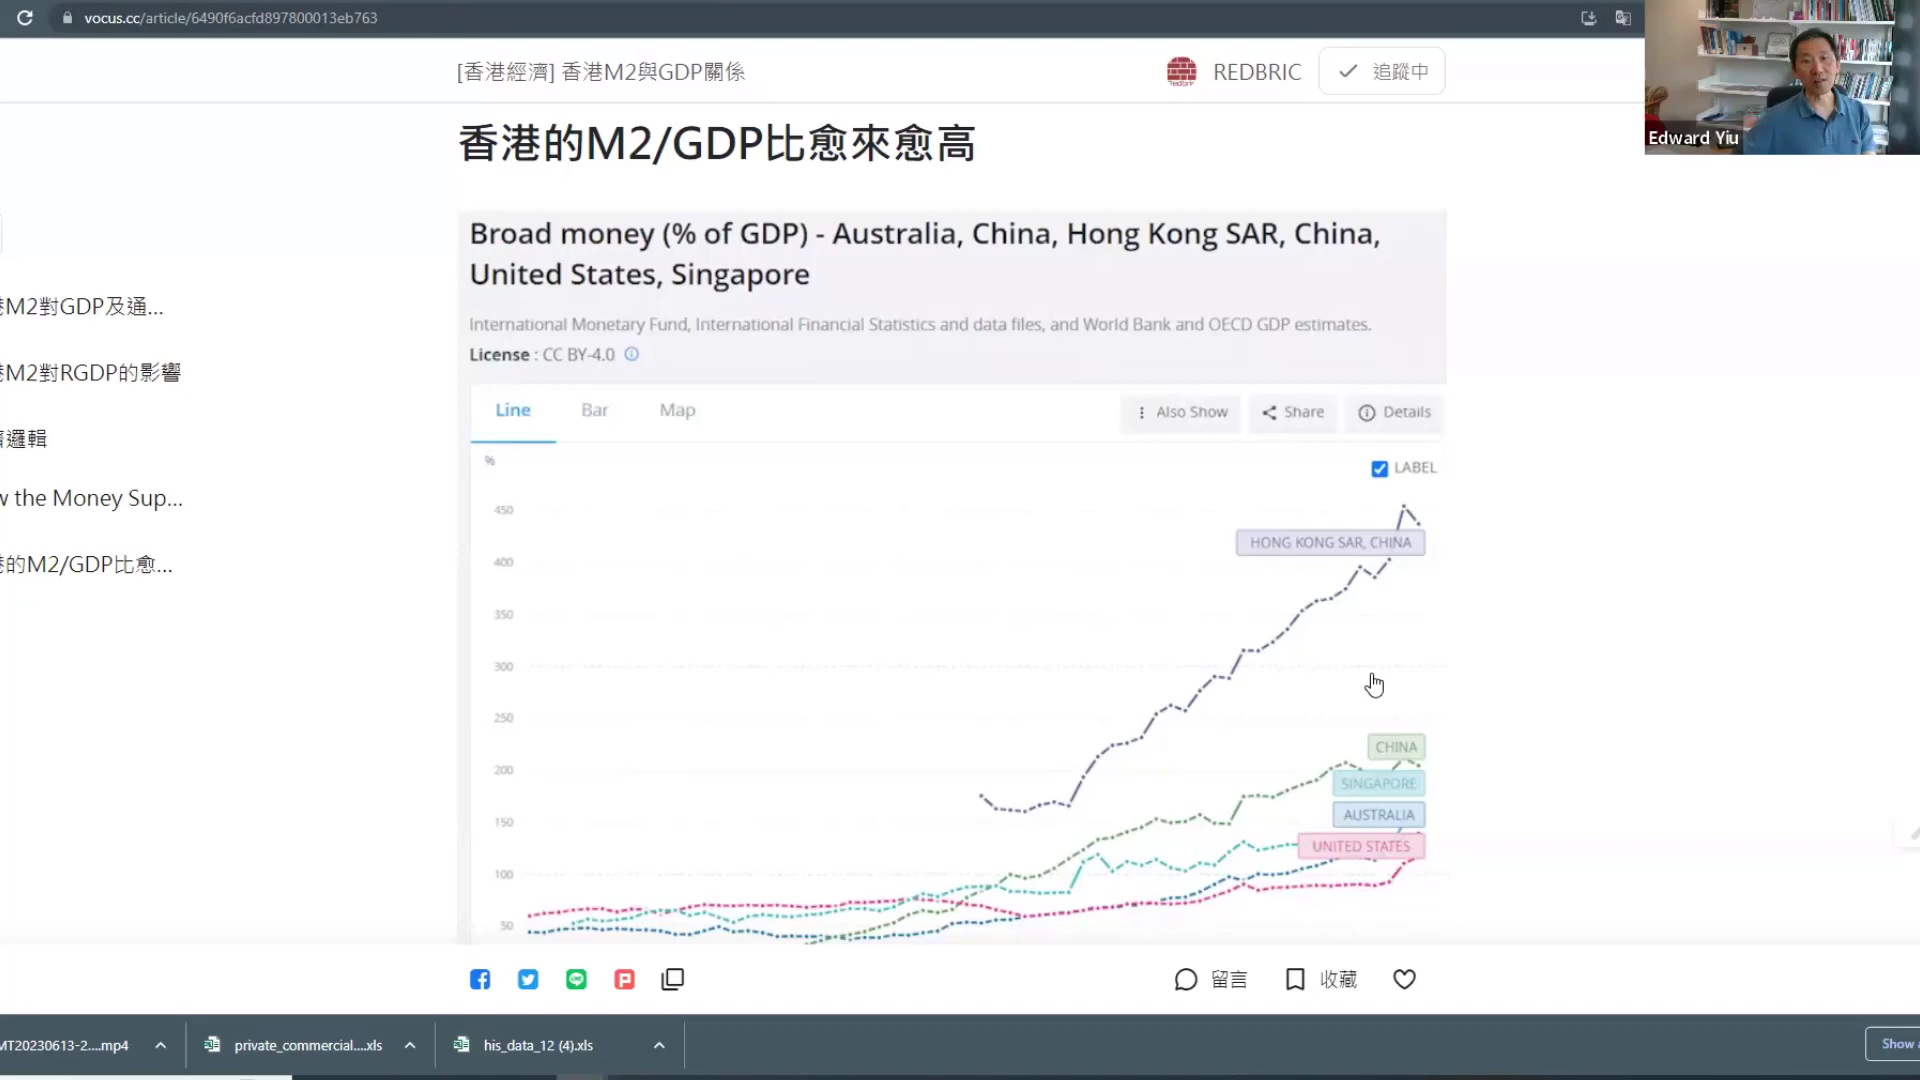 vocus.cc/article/6490f6acfd897800013eb763
[香港經濟] 香港M2與GDP關係
REDBRIC
追蹤中
Edward Yiu
香港的M2/GDP比愈來愈高
Broad money (% of GDP) - Australia, China, Hong Kong SAR, China,
United States, Singapore
International Monetary Fund, International Financial Statistics and data files, and World Bank and OECD GDP estimates.
License : CC BY-4.0
Line
Bar
Map
Also Show
Share
Details
%
LABEL
450
400
350
300
250
200
150
100
50
HONG KONG SAR, CHINA
CHINA
SINGAPORE
AUSTRALIA
UNITED STATES
港M2對GDP及通...
港M2對RGDP的影響
邏輯
w the Money Sup...
港的M2/GDP比愈...
留言
收藏
MT20230613-2....mp4
private_commercial....xls
his_data_12 (4).xls
Show a